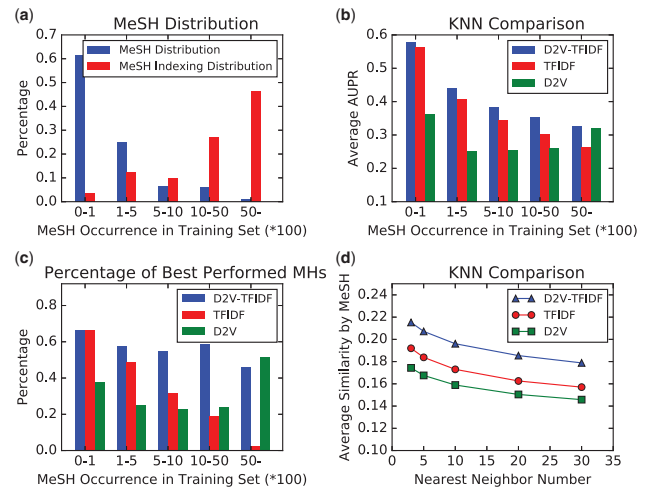 (a) MeSH Distribution
Percentage
0.7
0.6
0.5
0.4
0.3
0.2
0.1
0.0
MeSH Distribution
MeSH Indexing Distribution
0-1 1-5 5-10 10-50 50-
MeSH Occurrence in Training Set (*100)
(b) KNN Comparison
Average AUPR
0.6
0.5
0.4
0.3
0.2
0.1
D2V-TFIDF
TFIDF
D2V
0-1 1-5 5-10 10-50 50-
MeSH Occurrence in Training Set (*100)
(c) Percentage of Best Performed MHs
Percentage
0.8
0.6
0.4
0.2
0.0
D2V-TFIDF
TFIDF
D2V
0-1 1-5 5-10 10-50 50-
MeSH Occurrence in Training Set (*100)
(d) KNN Comparison
Average Similarity by MeSH
0.24
0.22
0.20
0.18
0.16
0.14
0.12
0.10
D2V-TFIDF
TFIDF
D2V
0 5 10 15 20 25 30 35
Nearest Neighbor Number